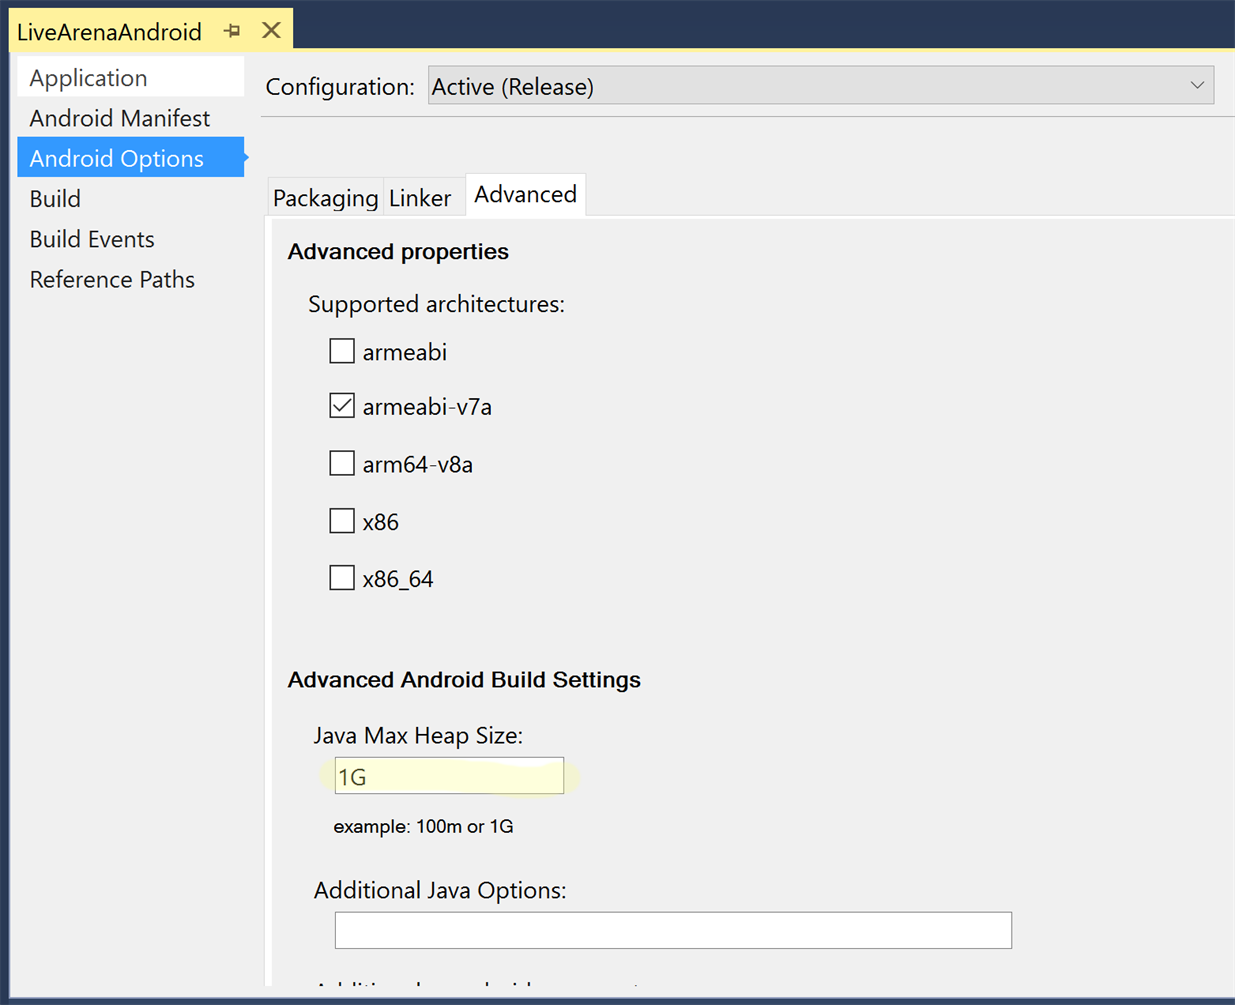 LiveArenaAndroid
Application
Android Manifest
Android Options
Build
Build Events
Reference Paths
Configuration: Active (Release)
Packaging Linker Advanced
Advanced properties
Supported architectures:
armeabi
armeabi-v7a
arm64-v8a
x86
x86_64
Advanced Android Build Settings
Java Max Heap Size:
1G
example: 100m or 1G
Additional Java Options: